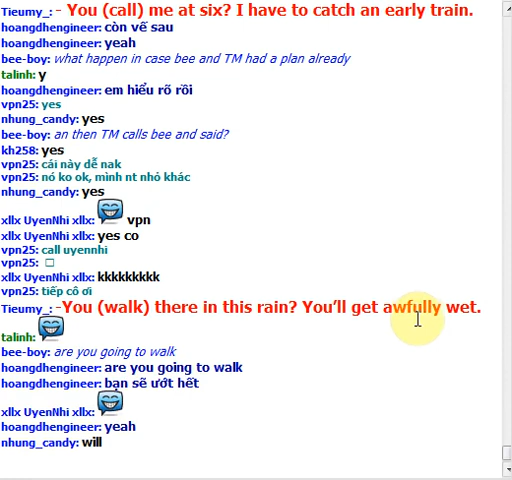 Tieumy_: - You (call) me at six? I have to catch an early train.
hoangdhengineer: còn vế sau
hoangdhengineer: yeah
bee-boy: what happen in case bee and TM had a plan already
talinh: y
hoangdhengineer: em hiểu rõ rồi
vpn25: yes
nhung_candy: yes
bee-boy: an then TM calls bee and said?
kh258: yes
vpn25: cái này dễ nak
vpn25: nó ko ok, mình nt nhỏ khác
nhung_candy: yes
xllx UyenNhi xllx: vpn
xllx UyenNhi xllx: yes co
vpn25: call uyennhi
vpn25: □
xllx UyenNhi xllx: kkkkkkkkk
vpn25: tiếp cô ơi
Tieumy_: -You (walk) there in this rain? You'll get awfully wet.
talinh:
bee-boy: are you going to walk
hoangdhengineer: are you going to walk
hoangdhengineer: bạn sẽ ướt hết
xllx UyenNhi xllx:
hoangdhengineer: yeah
nhung_candy: will